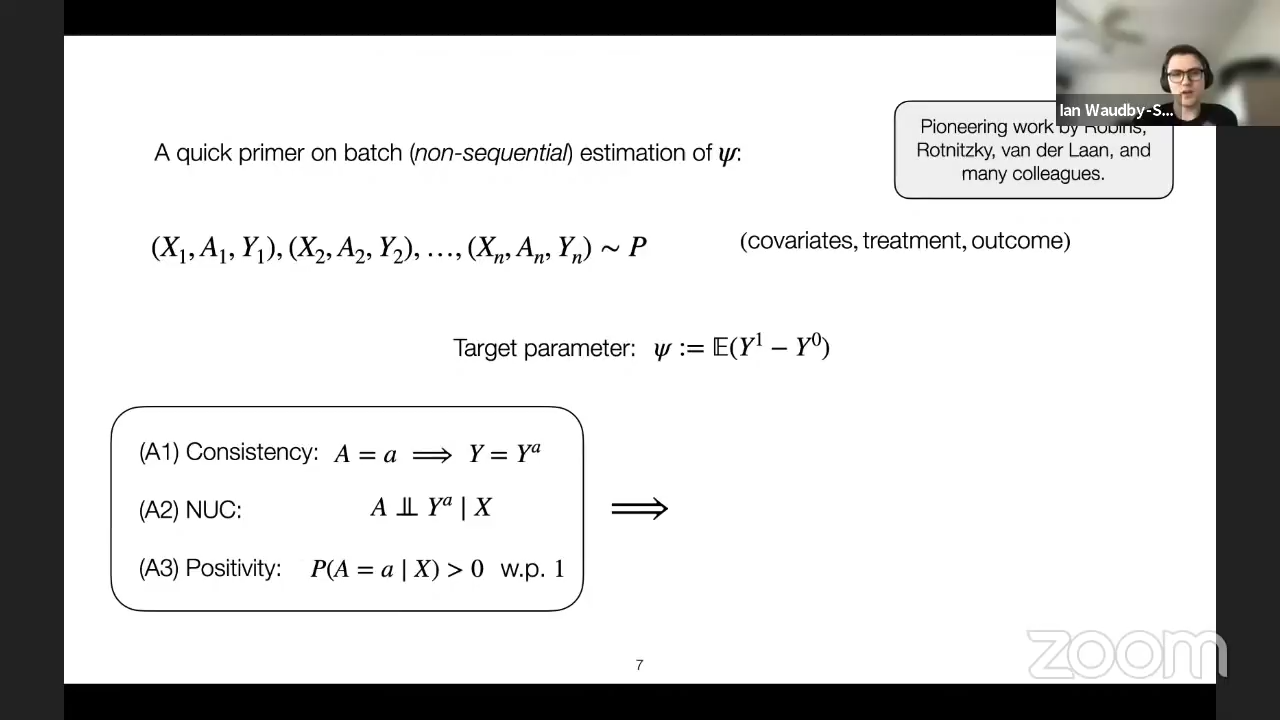 Ian Waudby-S...
Pioneering work by Robins,
Rotnitzky, van der Laan, and
many colleagues.
A quick primer on batch (non-sequential) estimation of ψ:
(X₁, A₁, Y₁), (X₂, A₂, Y₂), …, (Xₙ, Aₙ, Yₙ) ∼ P
(covariates, treatment, outcome)
Target parameter: ψ := 𝔼(Y¹ − Y⁰)
(A1) Consistency: A = a ⟹ Y = Yᵃ
(A2) NUC: A ⫫ Yᵃ | X
(A3) Positivity: P(A = a | X) > 0 w.p. 1
⟹
7
zoom